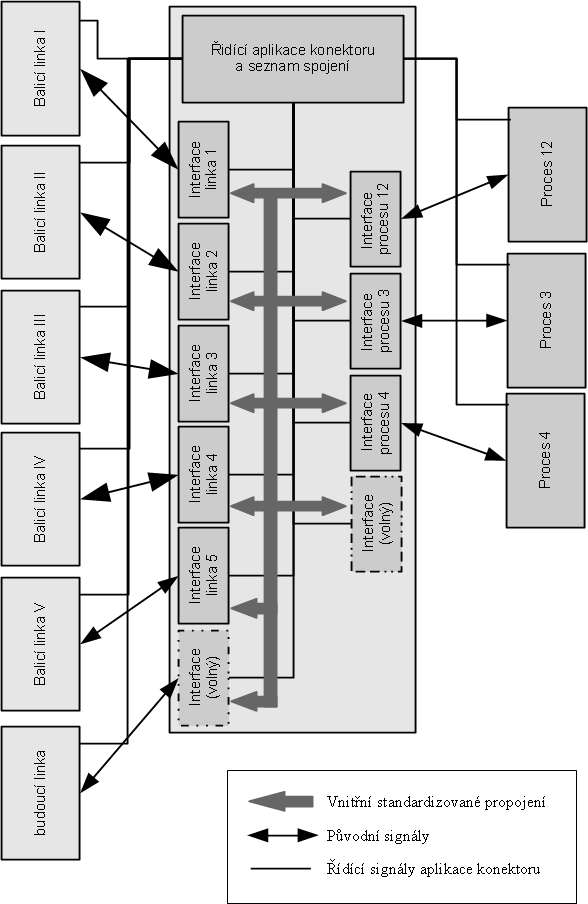 Řidící aplikace konektoru
a seznam spojení
Balicí linka I
Balicí linka II
Balicí linka III
Balicí linka IV
Balicí linka V
budoucí linka
Interface
linka 1
Interface
linka 2
Interface
linka 3
Interface
linka 4
Interface
linka 5
Interface
(volný)
Interface
procesu 12
Interface
procesu 3
Interface
procesu 4
Interface
(volný)
Proces 12
Proces 3
Proces 4
Vnitřní standardizované propojení
Původní signály
Řídící signály aplikace konektoru